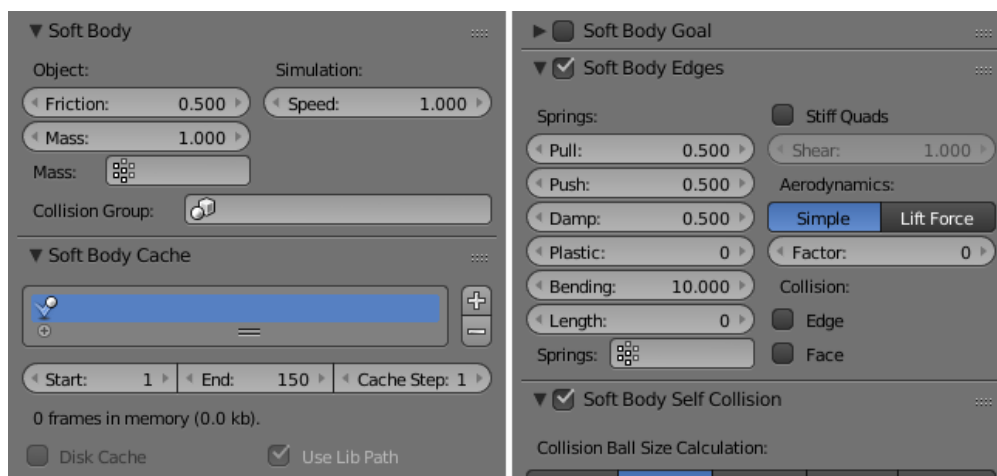 Soft Body
Object: Simulation:
Friction: 0.500 Speed: 1.000
Mass: 1.000
Mass:
Collision Group:
Soft Body Cache
Start: 1 End: 150 Cache Step: 1
0 frames in memory (0.0 kb).
Disk Cache Use Lib Path
Soft Body Goal
Soft Body Edges
Springs: Stiff Quads
Pull: 0.500 Shear: 1.000
Push: 0.500 Aerodynamics:
Damp: 0.500 Simple Lift Force
Plastic: 0 Factor: 0
Bending: 10.000 Collision:
Length: 0 Edge
Springs: Face
Soft Body Self Collision
Collision Ball Size Calculation: